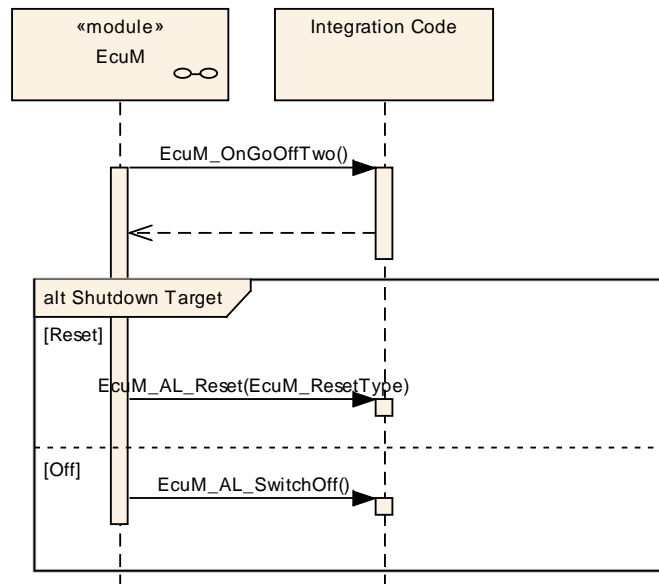 «module»
EcuM
Integration Code
EcuM_OnGoOffTwo()
alt Shutdown Target
[Reset]
EcuM_AL_Reset(EcuM_ResetType)
[Off]
EcuM_AL_SwitchOff()